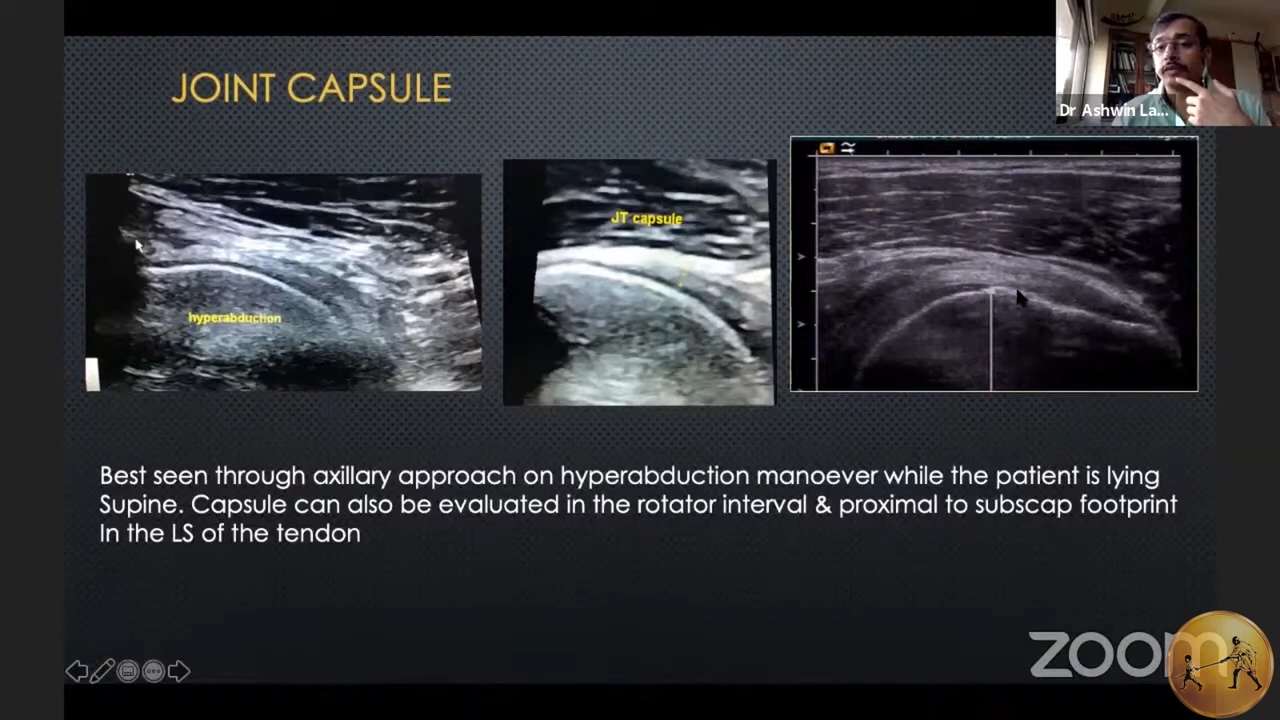 JOINT CAPSULE
Dr Ashwin La...
JT capsule
hyperabduction
Best seen through axillary approach on hyperabduction manoever while the patient is lying
Supine. Capsule can also be evaluated in the rotator interval & proximal to subscap footprint
In the LS of the tendon
zoom